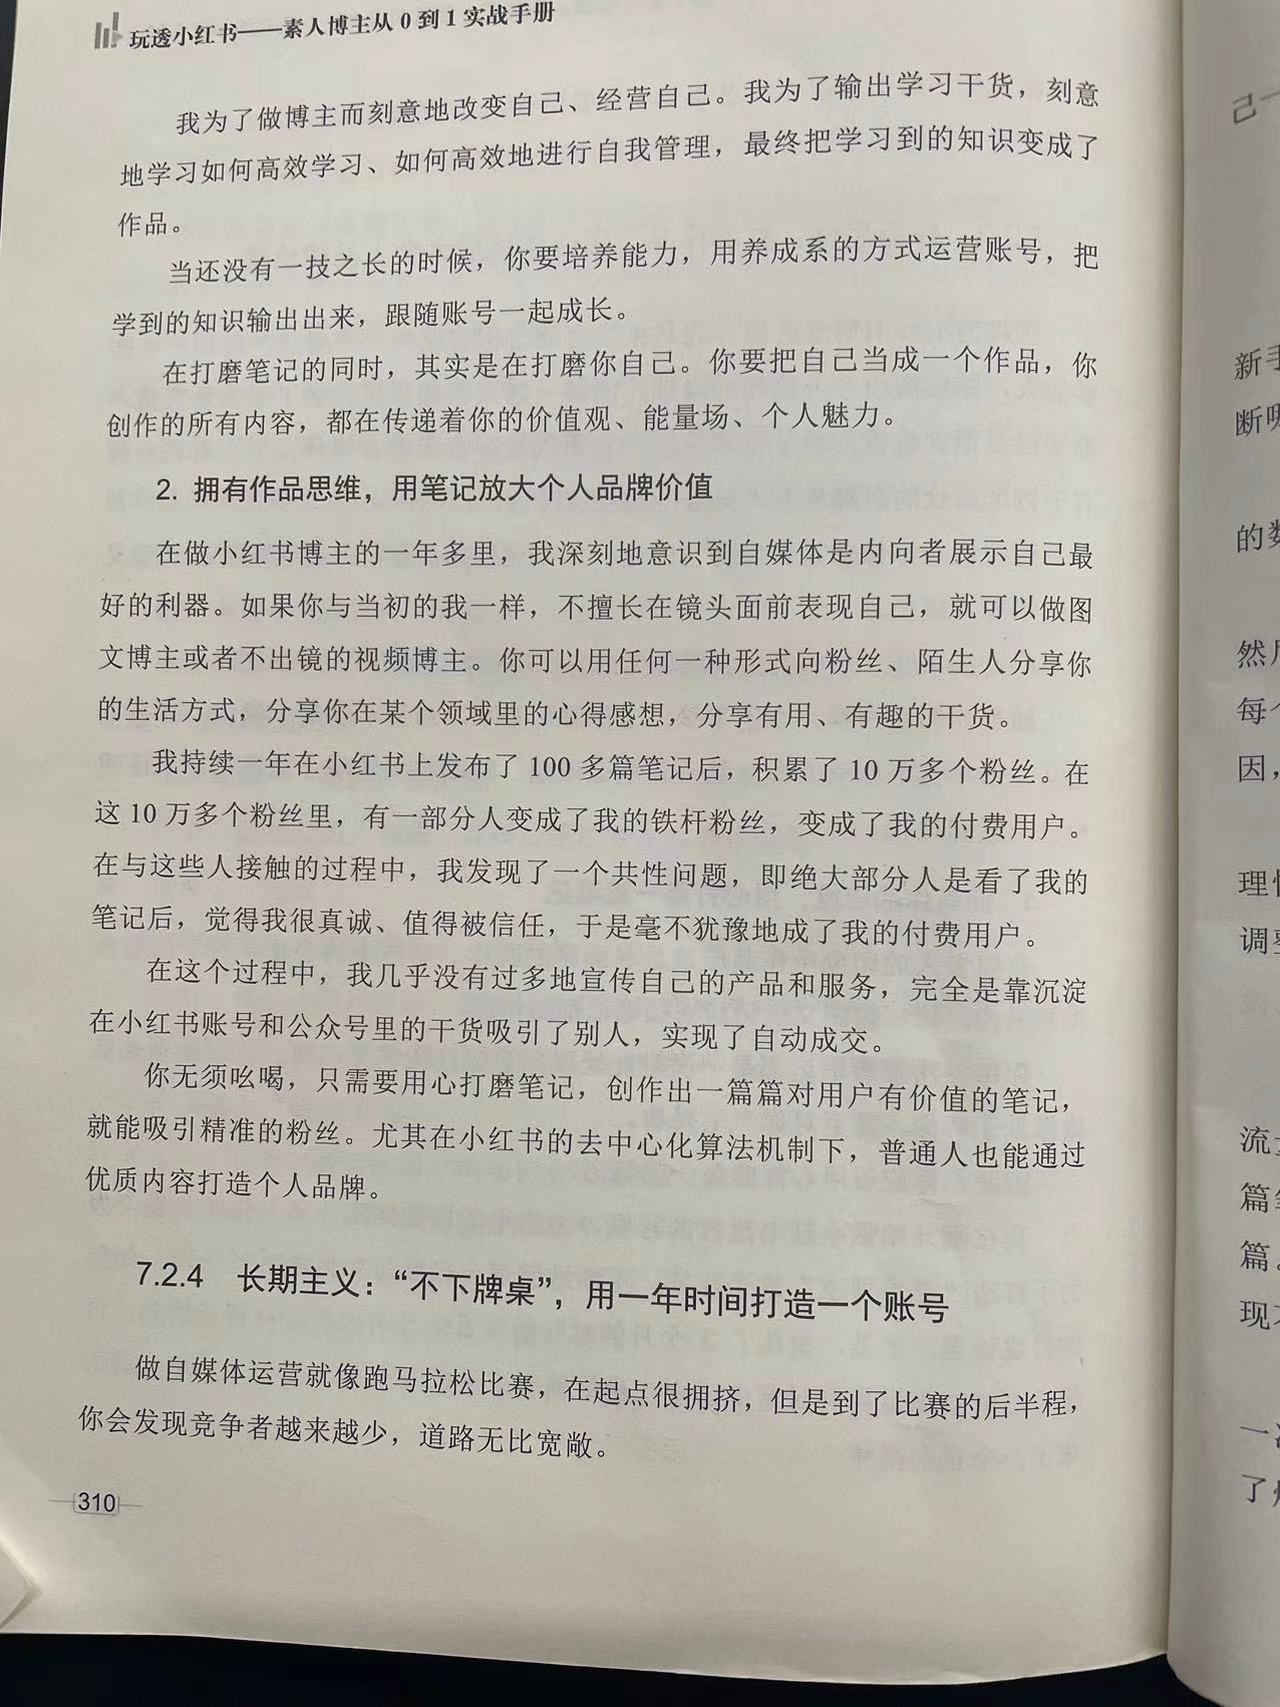 玩透小红书——素人博主从0到1实战手册
我为了做博主而刻意地改变自己、经营自己。我为了输出学习干货，刻意
地学习如何高效学习、如何高效地进行自我管理，最终把学习到的知识变成了
作品。
当还没有一技之长的时候，你要培养能力，用养成系的方式运营账号，把
学到的知识输出出来，跟随账号一起成长。
在打磨笔记的同时，其实是在打磨你自己。你要把自己当成一个作品，你
创作的所有内容，都在传递着你的价值观、能量场、个人魅力。
2. 拥有作品思维，用笔记放大个人品牌价值
在做小红书博主的一年多里，我深刻地意识到自媒体是内向者展示自己最
好的利器。如果你与当初的我一样，不擅长在镜头面前表现自己，就可以做图
文博主或者不出镜的视频博主。你可以用任何一种形式向粉丝、陌生人分享你
的生活方式，分享你在某个领域里的心得感想，分享有用、有趣的干货。
我持续一年在小红书上发布了 100 多篇笔记后，积累了 10 万多个粉丝。在
这 10 万多个粉丝里，有一部分人变成了我的铁杆粉丝，变成了我的付费用户。
在与这些人接触的过程中，我发现了一个共性问题，即绝大部分人是看了我的
笔记后，觉得我很真诚、值得被信任，于是毫不犹豫地成了我的付费用户。
在这个过程中，我几乎没有过多地宣传自己的产品和服务，完全是靠沉淀
在小红书账号和公众号里的干货吸引了别人，实现了自动成交。
你无须吆喝，只需要用心打磨笔记，创作出一篇篇对用户有价值的笔记，
就能吸引精准的粉丝。尤其在小红书的去中心化算法机制下，普通人也能通过
优质内容打造个人品牌。
7.2.4 长期主义：“不下牌桌”，用一年时间打造一个账号
做自媒体运营就像跑马拉松比赛，在起点很拥挤，但是到了比赛的后半程，
你会发现竞争者越来越少，道路无比宽敞。
310
己一
新手
断
的
然
每
因，
理
调
流
篇
篇。
现
一
了